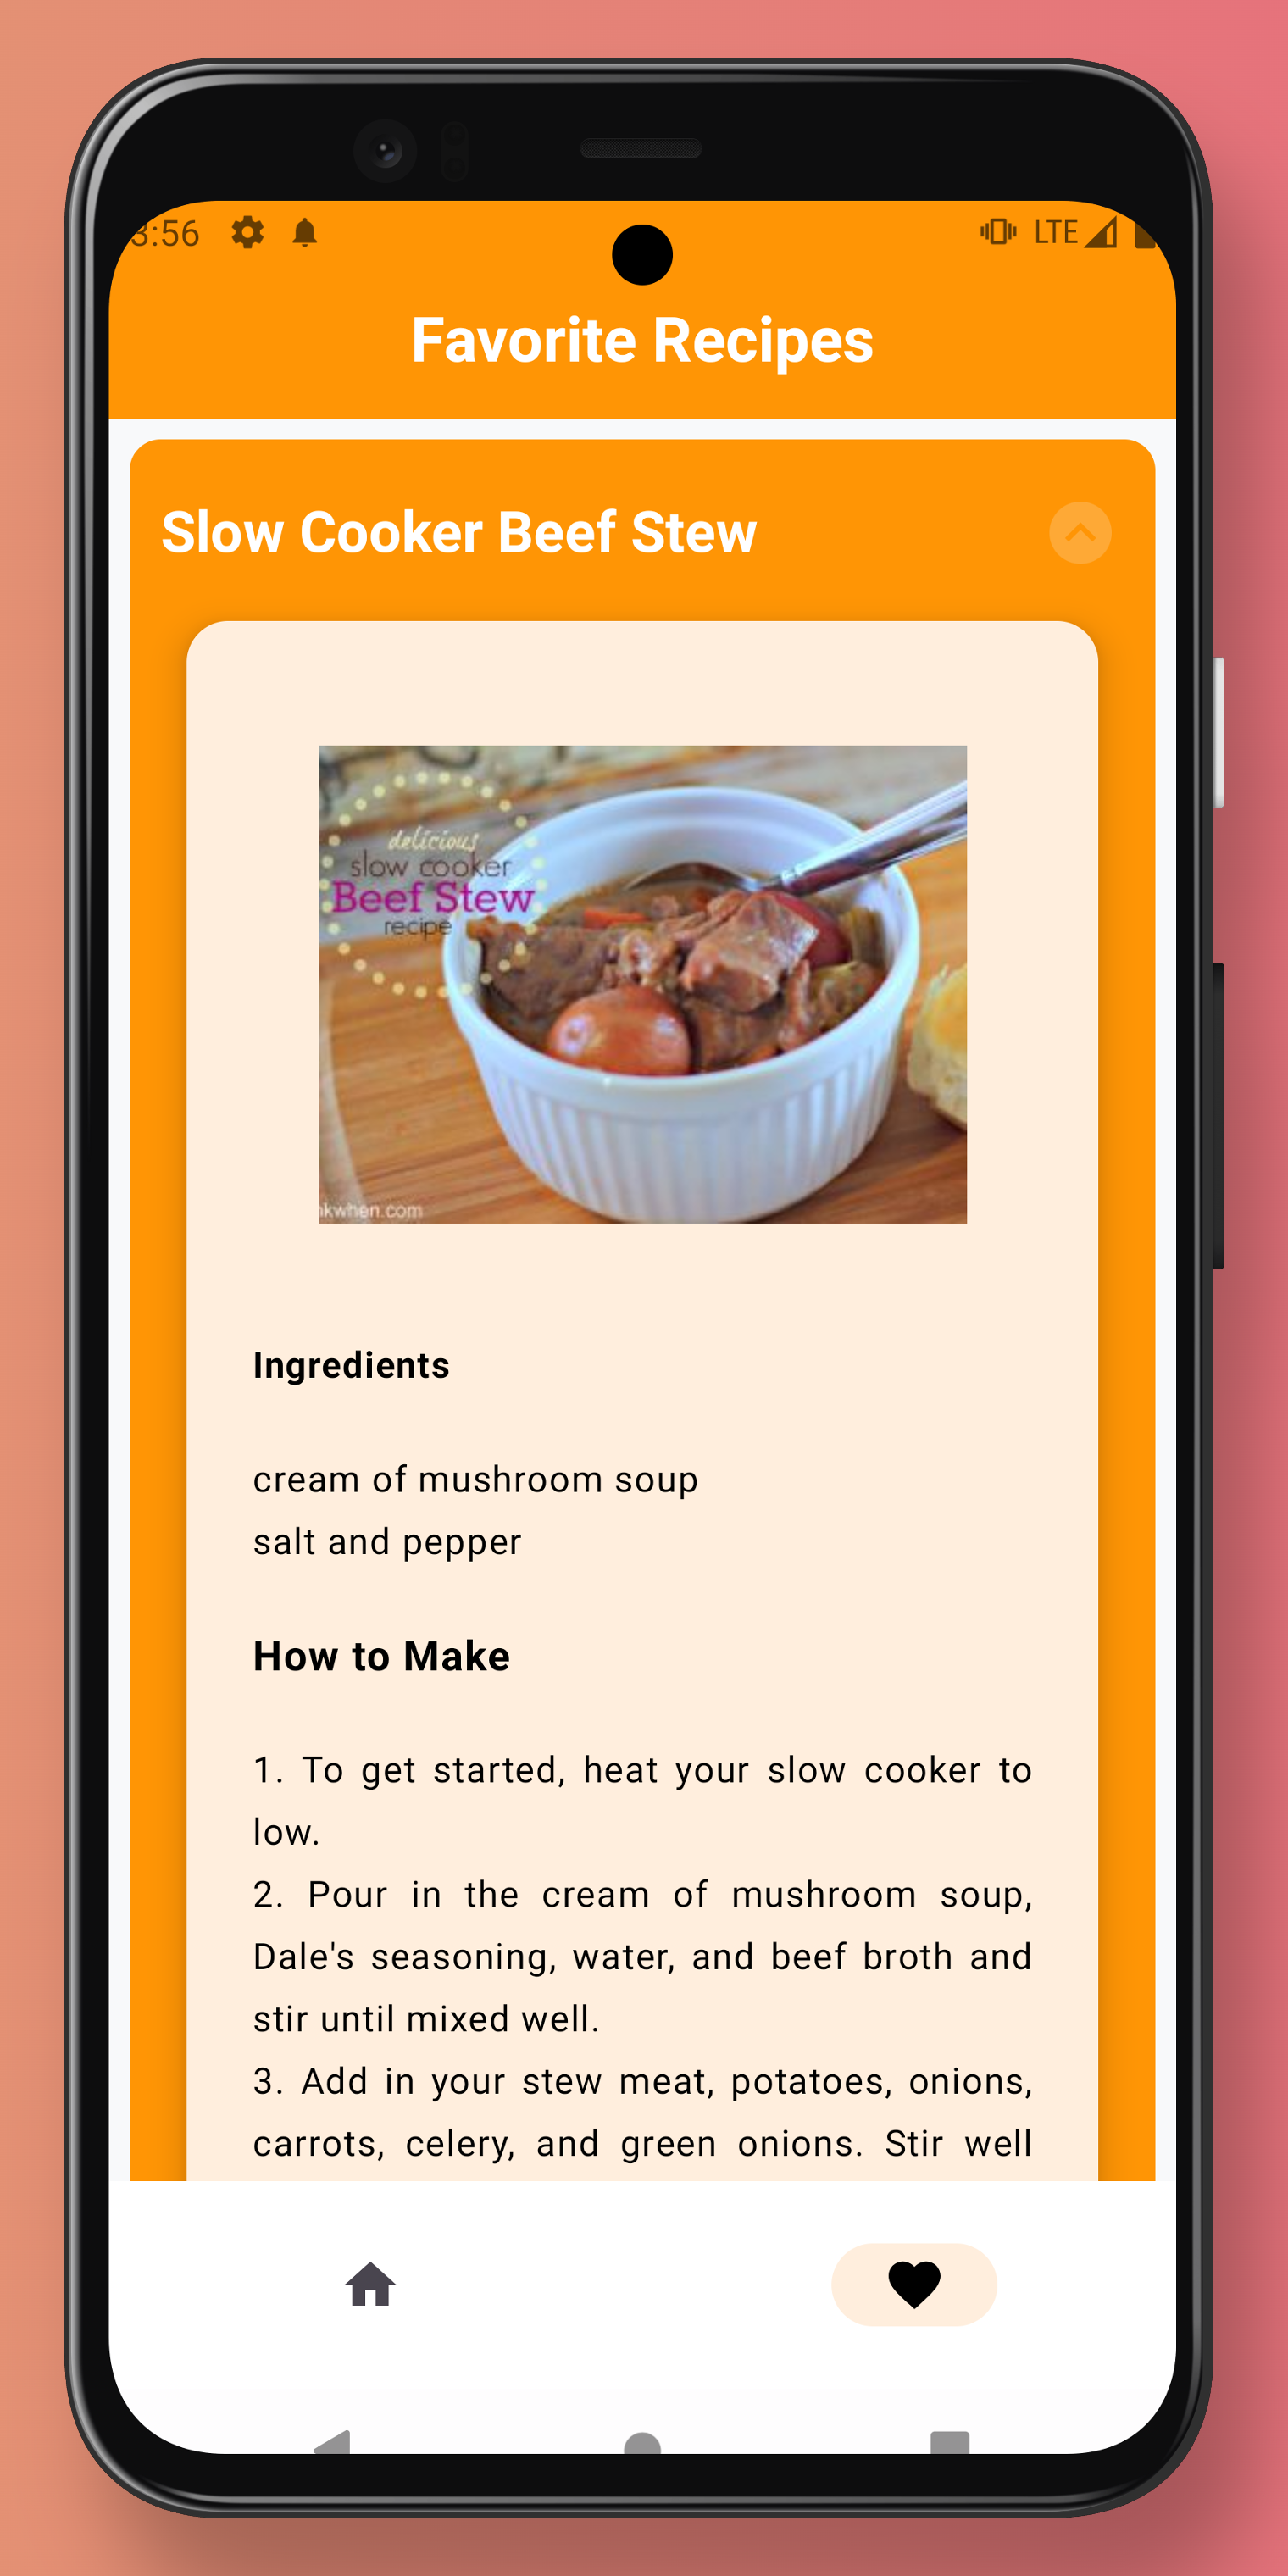 3:56 LTE
Favorite Recipes
Slow Cooker Beef Stew
delicious
slow cooker
Beef Stew
recipe
nkwhen.com
Ingredients
cream of mushroom soup
salt and pepper
How to Make
1. To get started, heat your slow cooker to
low.
2. Pour in the cream of mushroom soup,
Dale's seasoning, water, and beef broth and
stir until mixed well.
3. Add in your stew meat, potatoes, onions,
carrots, celery, and green onions. Stir well